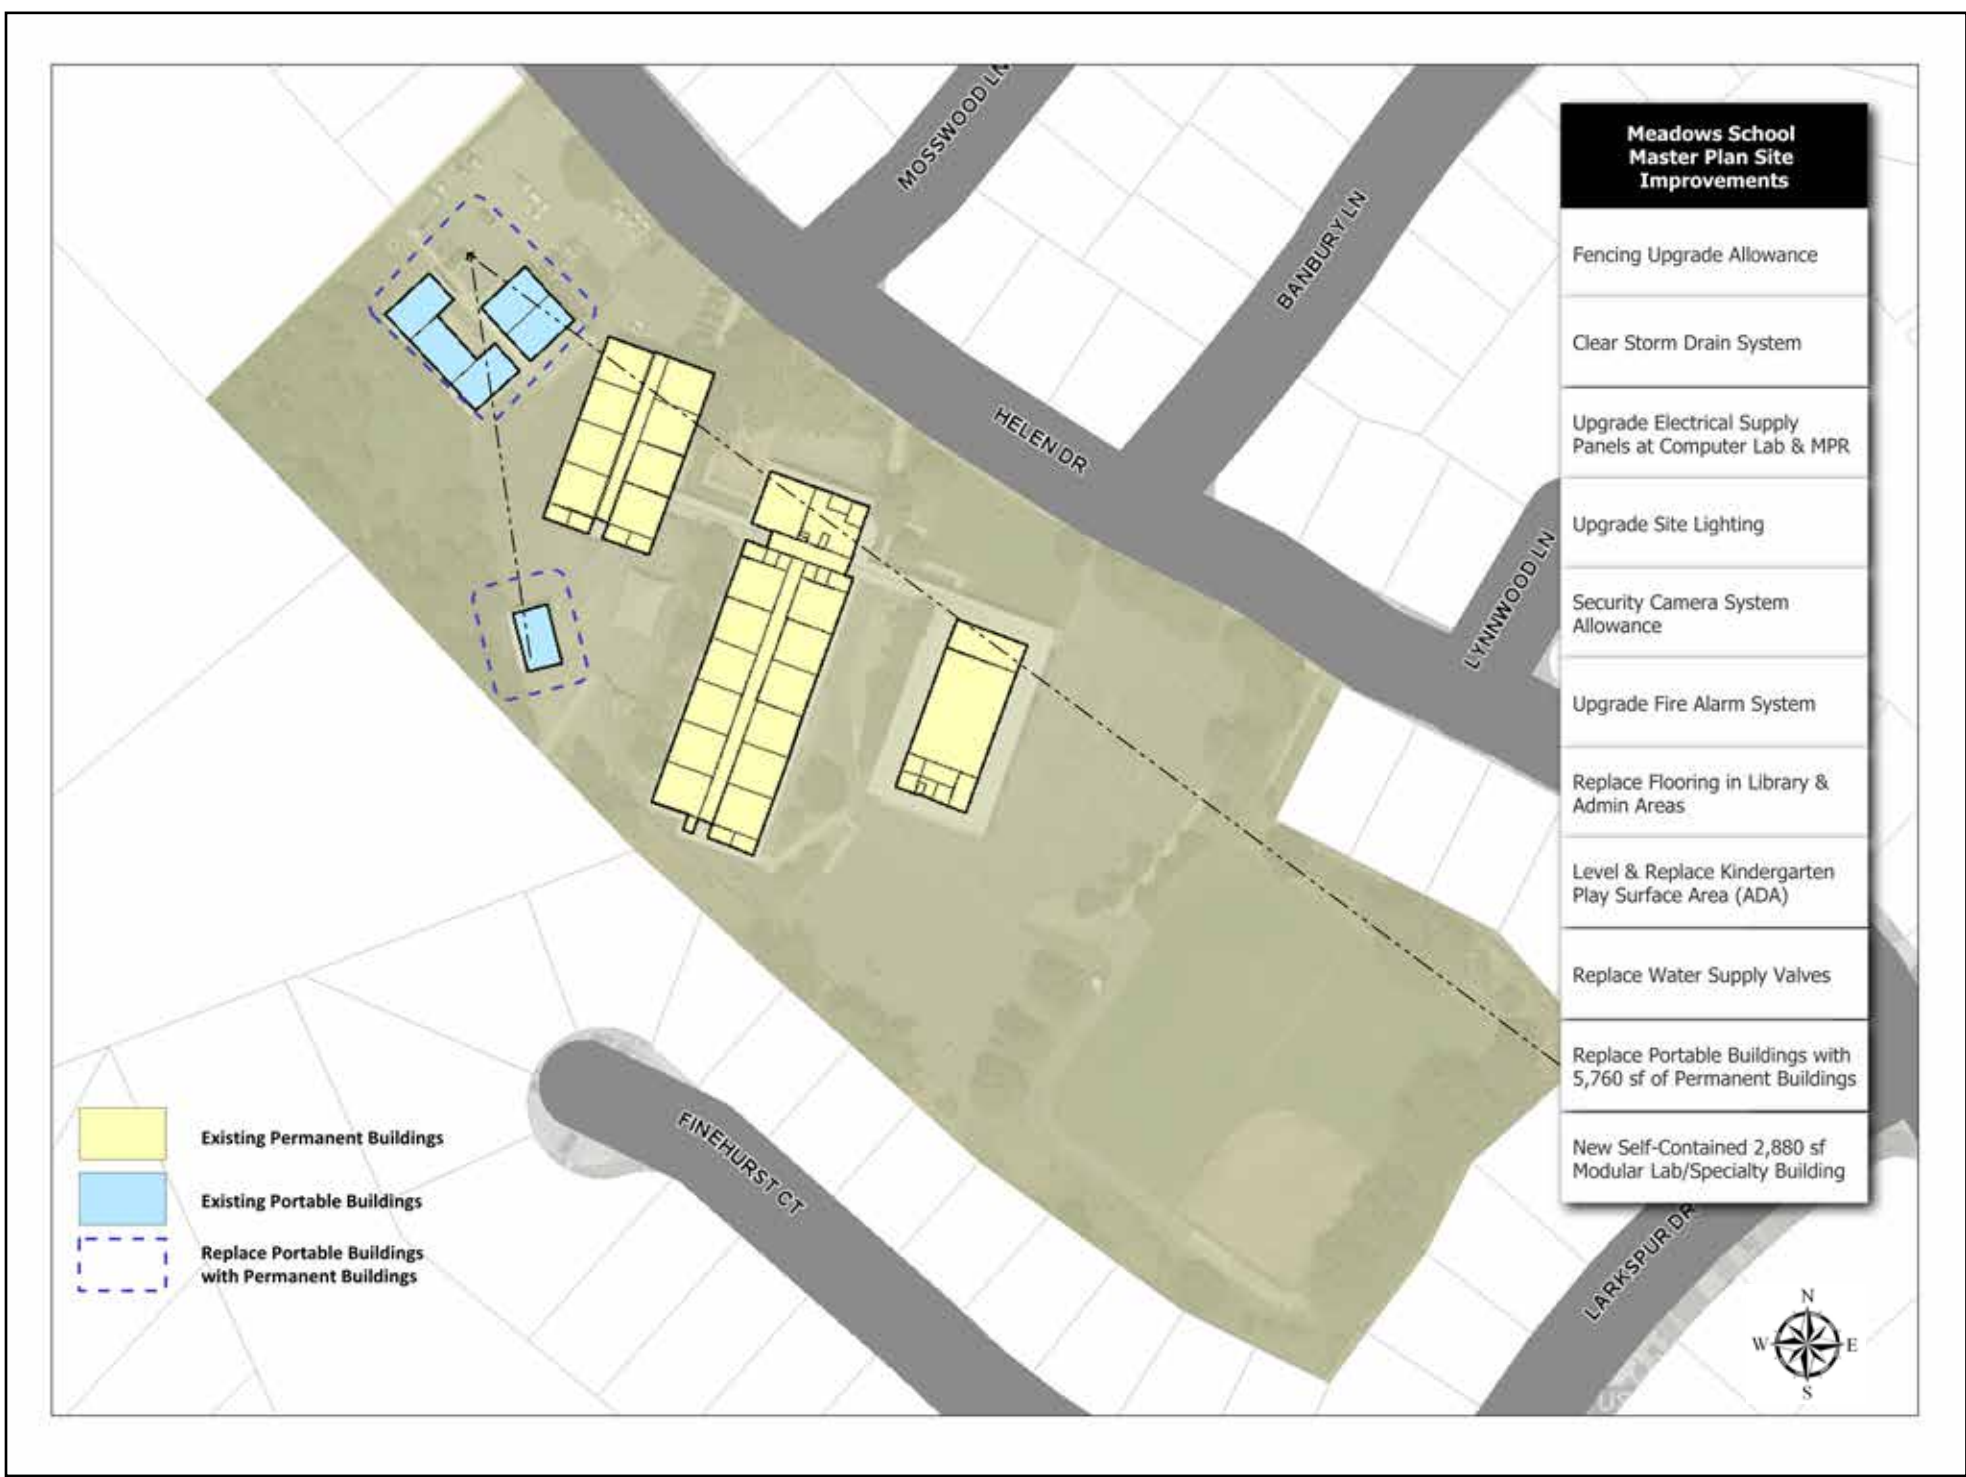 MOSSWOOD LN
BANBURY LN
HELEN DR
LYNNWOOD LN
FINEHURST CT
LARKSPUR DR
Meadows School
Master Plan Site
Improvements
Fencing Upgrade Allowance
Clear Storm Drain System
Upgrade Electrical Supply
Panels at Computer Lab & MPR
Upgrade Site Lighting
Security Camera System
Allowance
Upgrade Fire Alarm System
Replace Flooring in Library &
Admin Areas
Level & Replace Kindergarten
Play Surface Area (ADA)
Replace Water Supply Valves
Replace Portable Buildings with
5,760 sf of Permanent Buildings
New Self-Contained 2,880 sf
Modular Lab/Specialty Building
Existing Permanent Buildings
Existing Portable Buildings
Replace Portable Buildings
with Permanent Buildings
N
W E
S